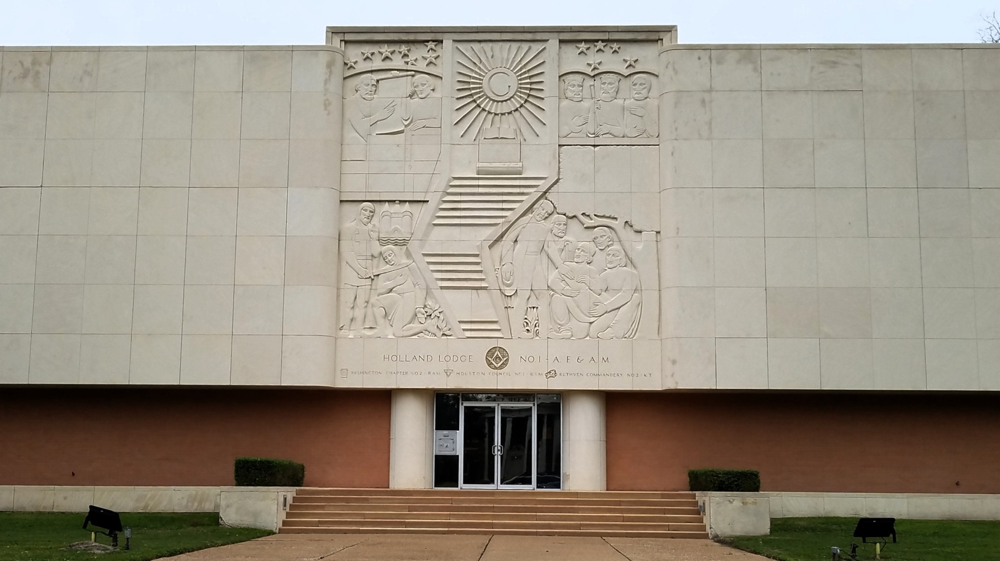 G
HOLLAND LODGE G NO. 1 - A. F. & A. M.
WASHINGTON CHAPTER NO. 2 - R.A.M. HOUSTON COUNCIL NO. 1 - R.S.M. RUTHVEN COMMANDERY NO. 2 - K.T.